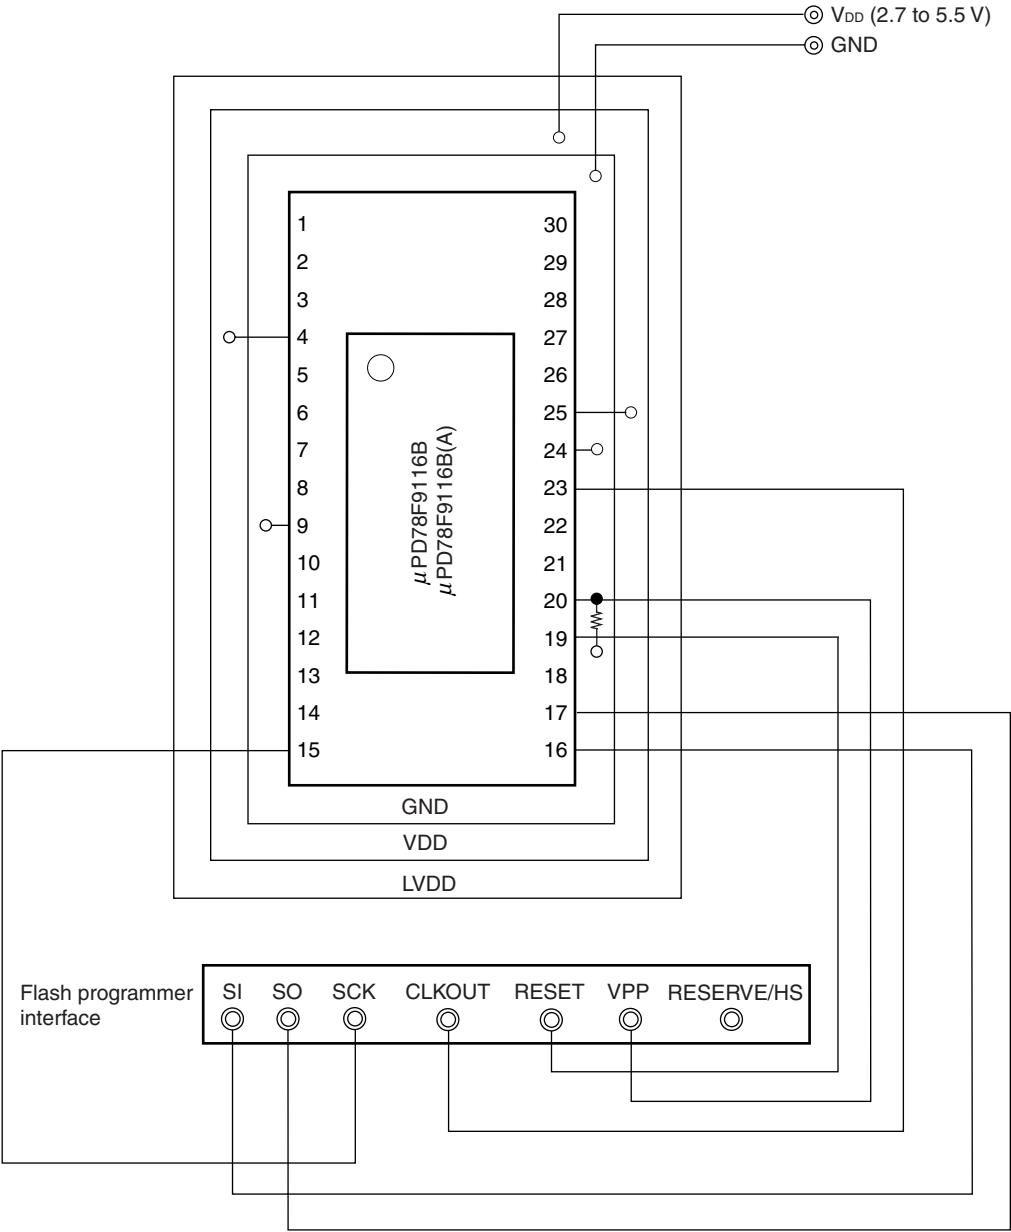 VDD (2.7 to 5.5 V)
GND
1 30
2 29
3 28
4 27
5 26
6 25
7 24
8 23
9 22
10 21
11 20
12 19
13 18
14 17
15 16
μPD78F9116B
μPD78F9116B(A)
GND
VDD
LVDD
Flash programmer
interface
SI SO SCK CLKOUT RESET VPP RESERVE/HS